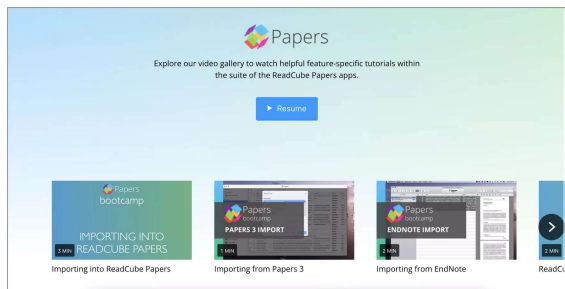 Papers
Explore our video gallery to watch helpful feature-specific tutorials within
the suite of the ReadCube Papers apps.
Resume
Papers
bootcamp
IMPORTING INTO
READCUBE PAPERS
3 MIN
Papers
bootcamp
PAPERS 3 IMPORT
3 MIN
Papers
bootcamp
ENDNOTE IMPORT
2 MIN
2 MIN
Importing into ReadCube Papers
Importing from Papers 3
Importing from EndNote